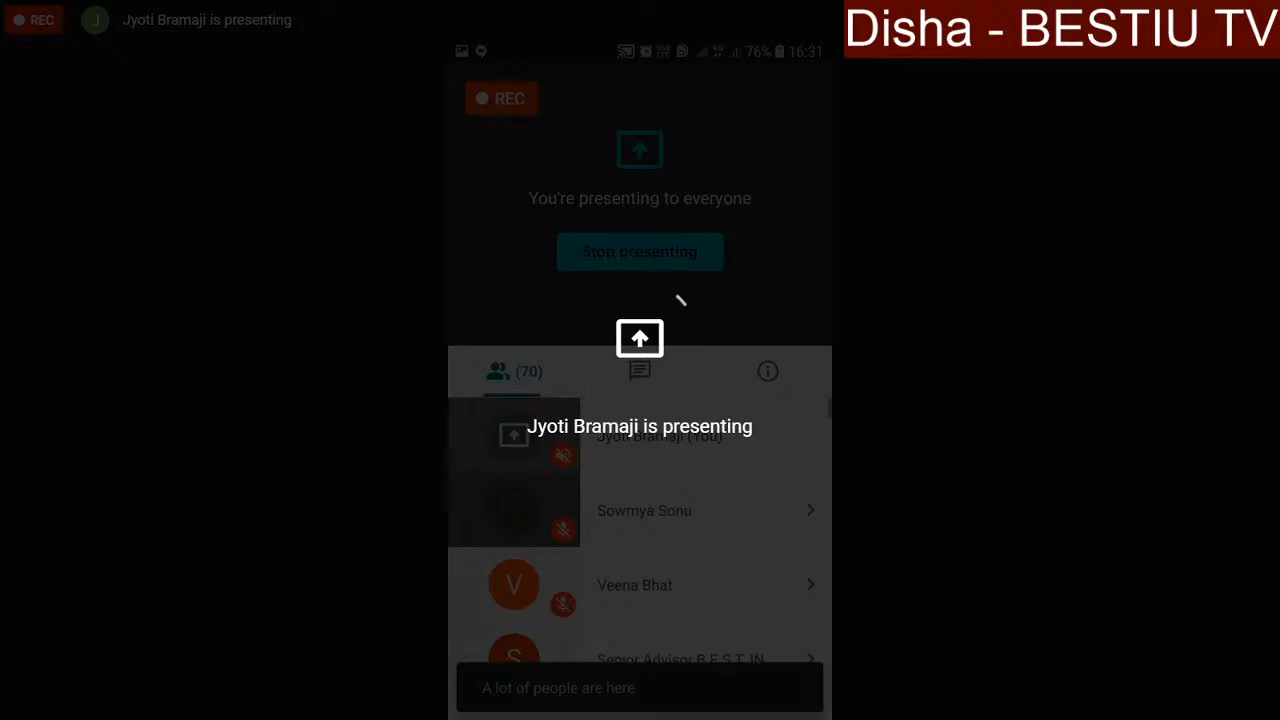 REC
J
Jyoti Bramaji is presenting
Disha - BESTIU TV
76% 16:31
REC
You're presenting to everyone
Stop presenting
(70)
Jyoti Bramaji is presenting
Jyoti Bramaji (You)
Sowmya Sonu
V
Veena Bhat
S
Senior Advisor B.E.S.T. IN
A lot of people are here